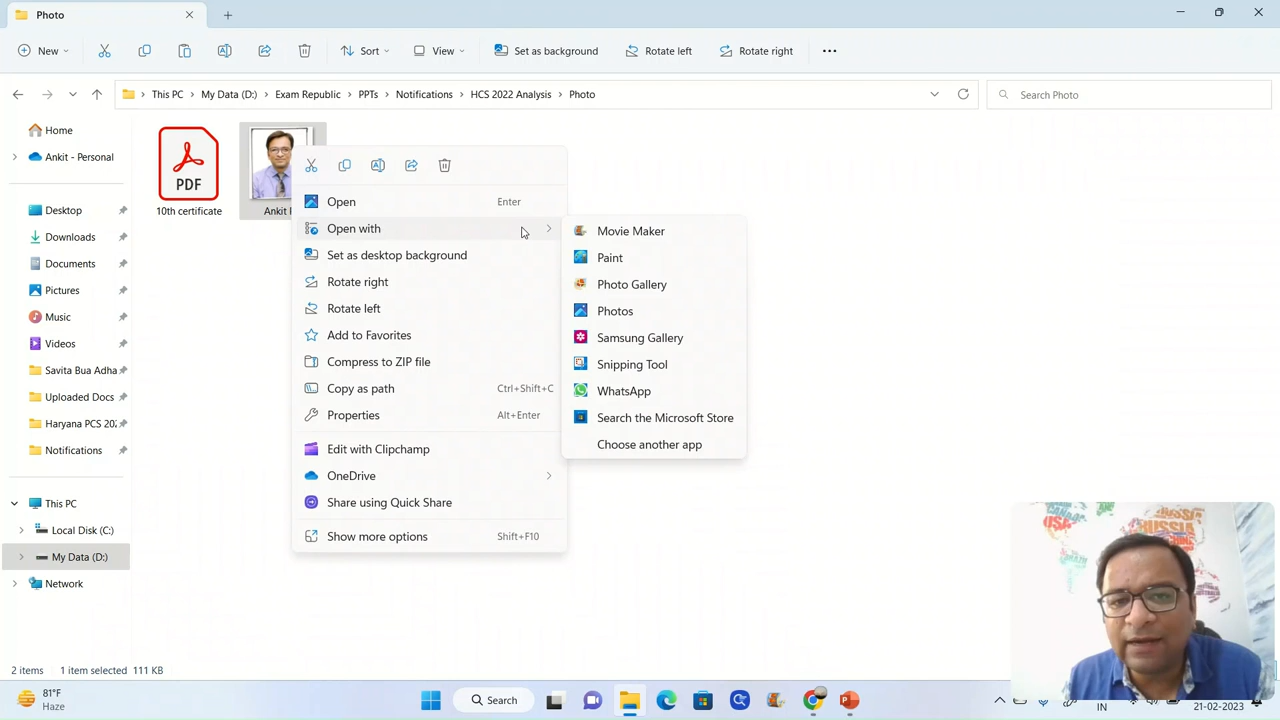 Photo
New
Sort
View
Set as background
Rotate left
Rotate right
This PC
My Data (D:)
Exam Republic
PPTs
Notifications
HCS 2022 Analysis
Photo
Search Photo
Home
Ankit - Personal
Desktop
Downloads
Documents
Pictures
Music
Videos
Savita Bua Adha
Uploaded Docs
Haryana PCS 20
Notifications
This PC
Local Disk (C:)
My Data (D:)
Network
PDF
10th certificate
Ankit
Open Enter
Open with
Set as desktop background
Rotate right
Rotate left
Add to Favorites
Compress to ZIP file
Copy as path Ctrl+Shift+C
Properties Alt+Enter
Edit with Clipchamp
OneDrive
Share using Quick Share
Show more options Shift+F10
Movie Maker
Paint
Photo Gallery
Photos
Samsung Gallery
Snipping Tool
WhatsApp
Search the Microsoft Store
Choose another app
RUSSIA
USA
2 items 1 item selected 111 KB
81°F
Haze
Search
IN
21-02-2023